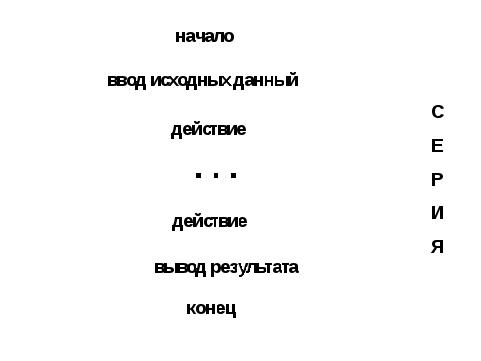 начало
ввод исходных данный
действие
. . .
действие
вывод результата
конец
С
Е
Р
И
Я